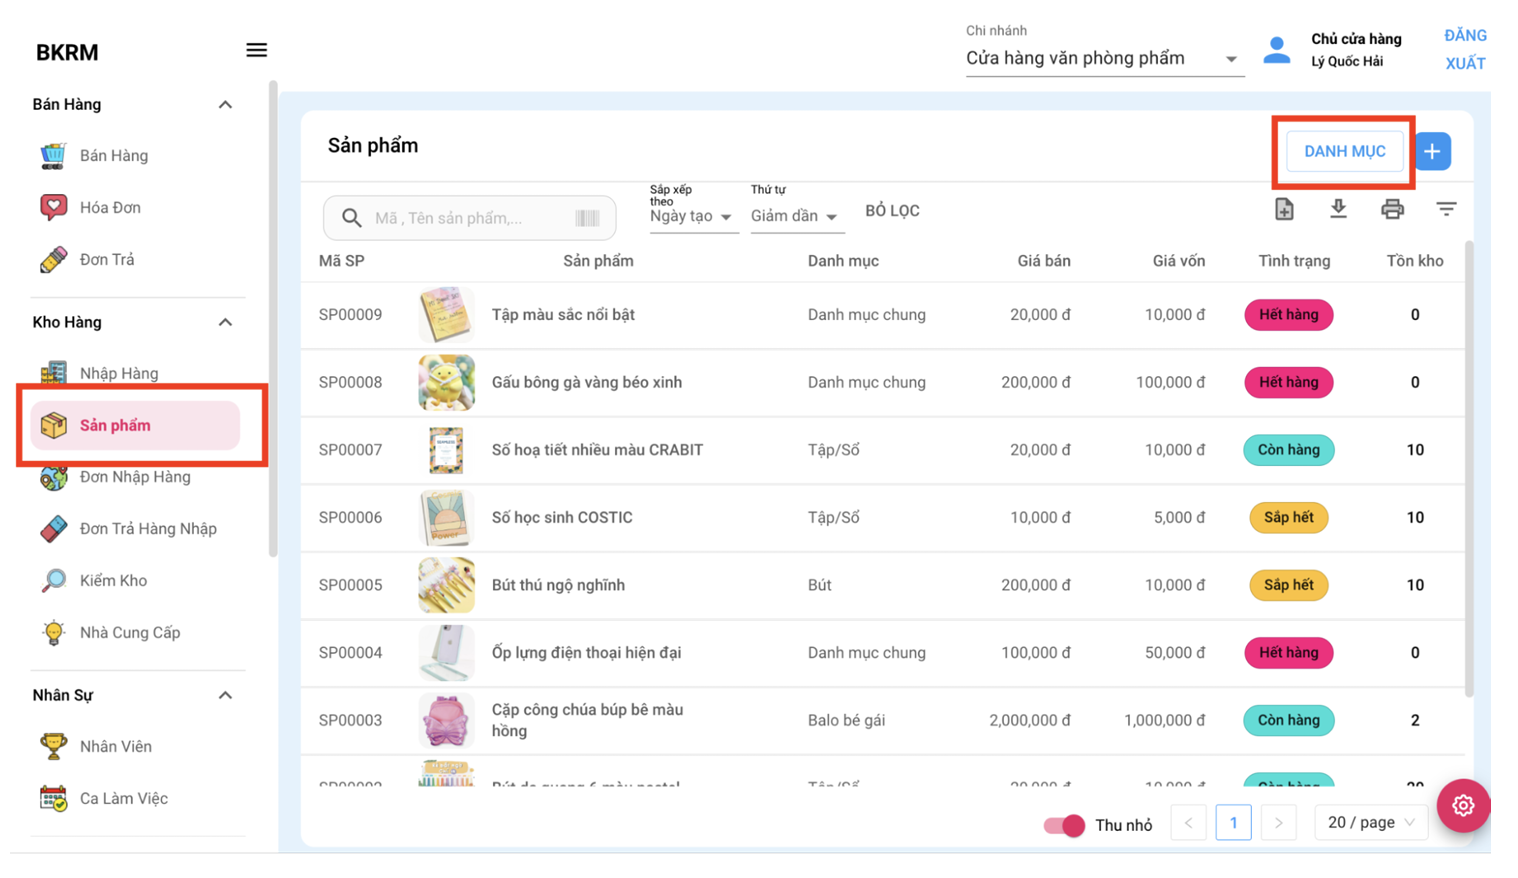 BKRM
Chi nhánh
Cửa hàng văn phòng phẩm
Chủ cửa hàng
Lý Quốc Hải
ĐĂNG
XUẤT
Bán Hàng
Bán Hàng
Hóa Đơn
Đơn Trả
Kho Hàng
Nhập Hàng
Sản phẩm
Đơn Nhập Hàng
Đơn Trả Hàng Nhập
Kiểm Kho
Nhà Cung Cấp
Nhân Sự
Nhân Viên
Ca Làm Việc
Sản phẩm
DANH MỤC
Mã , Tên sản phẩm,...
Sắp xếp
theo
Ngày tạo
Thứ tự
Giảm dần
BỎ LỌC
Mã SP Sản phẩm Danh mục Giá bán Giá vốn Tình trạng Tồn kho
SP00009 Tập màu sắc nổi bật Danh mục chung 20,000 đ 10,000 đ Hết hàng 0
SP00008 Gấu bông gà vàng béo xinh Danh mục chung 200,000 đ 100,000 đ Hết hàng 0
SP00007 Sổ hoạ tiết nhiều màu CRABIT Tập/Sổ 20,000 đ 10,000 đ Còn hàng 10
SP00006 Sổ học sinh COSTIC Tập/Sổ 10,000 đ 5,000 đ Sắp hết 10
SP00005 Bút thú ngộ nghĩnh Bút 200,000 đ 10,000 đ Sắp hết 10
SP00004 Ốp lựng điện thoại hiện đại Danh mục chung 100,000 đ 50,000 đ Hết hàng 0
SP00003 Cặp công chúa búp bê màu hồng Balo bé gái 2,000,000 đ 1,000,000 đ Còn hàng 2
Thu nhỏ
1
20 / page